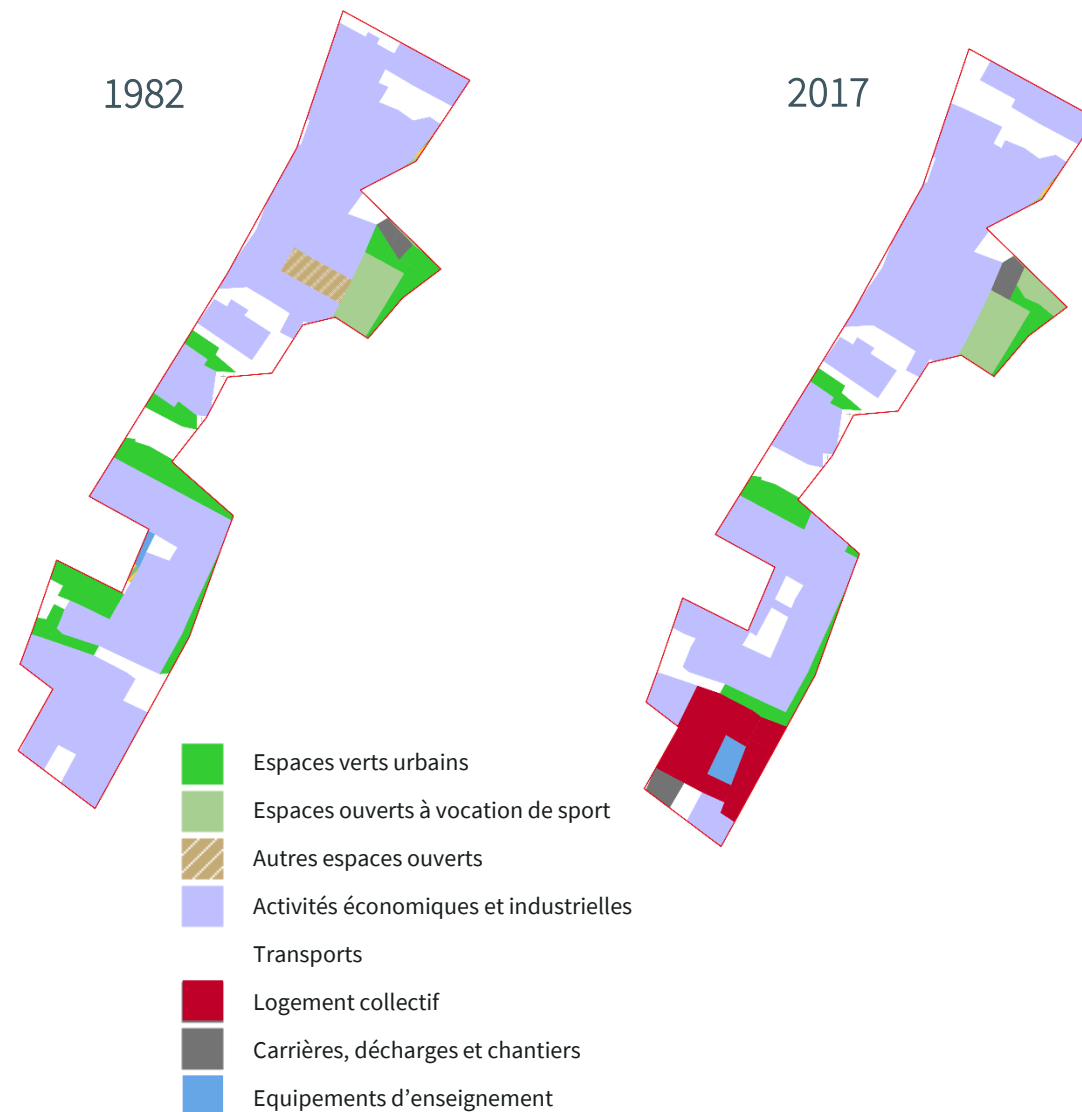 1982
2017
Espaces verts urbains
Espaces ouverts à vocation de sport
Autres espaces ouverts
Activités économiques et industrielles
Transports
Logement collectif
Carrières, décharges et chantiers
Equipements d’enseignement